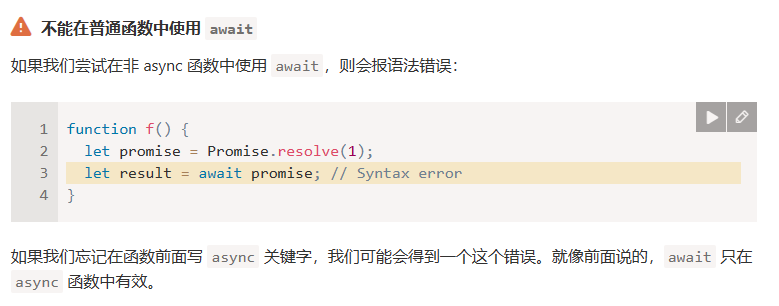 不能在普通函数中使用 await
如果我们尝试在非 async 函数中使用 await，则会报语法错误：
1 function f() {
2   let promise = Promise.resolve(1);
3   let result = await promise; // Syntax error
4 }
如果我们忘记在函数前面写 async 关键字，我们可能会得到一个这个错误。就像前面说的，await 只在
async 函数中有效。